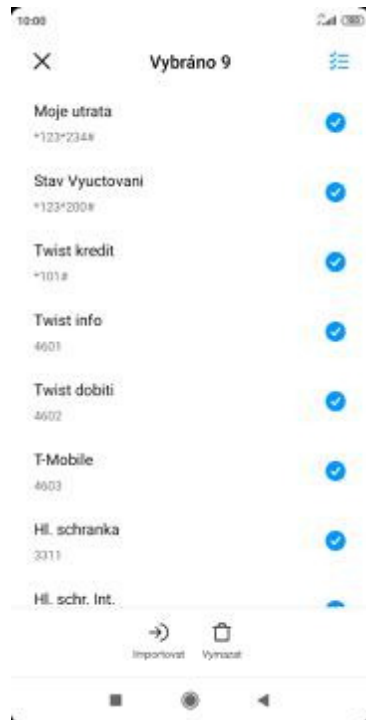 10:00
Vybráno 9
Moje utrata
*123*234#
Stav Vyuctovani
*123*200#
Twist kredit
*101#
Twist info
4601
Twist dobiti
4602
T-Mobile
4603
Hl. schranka
3311
Hl. schr. Int.
Importovat
Vymazat